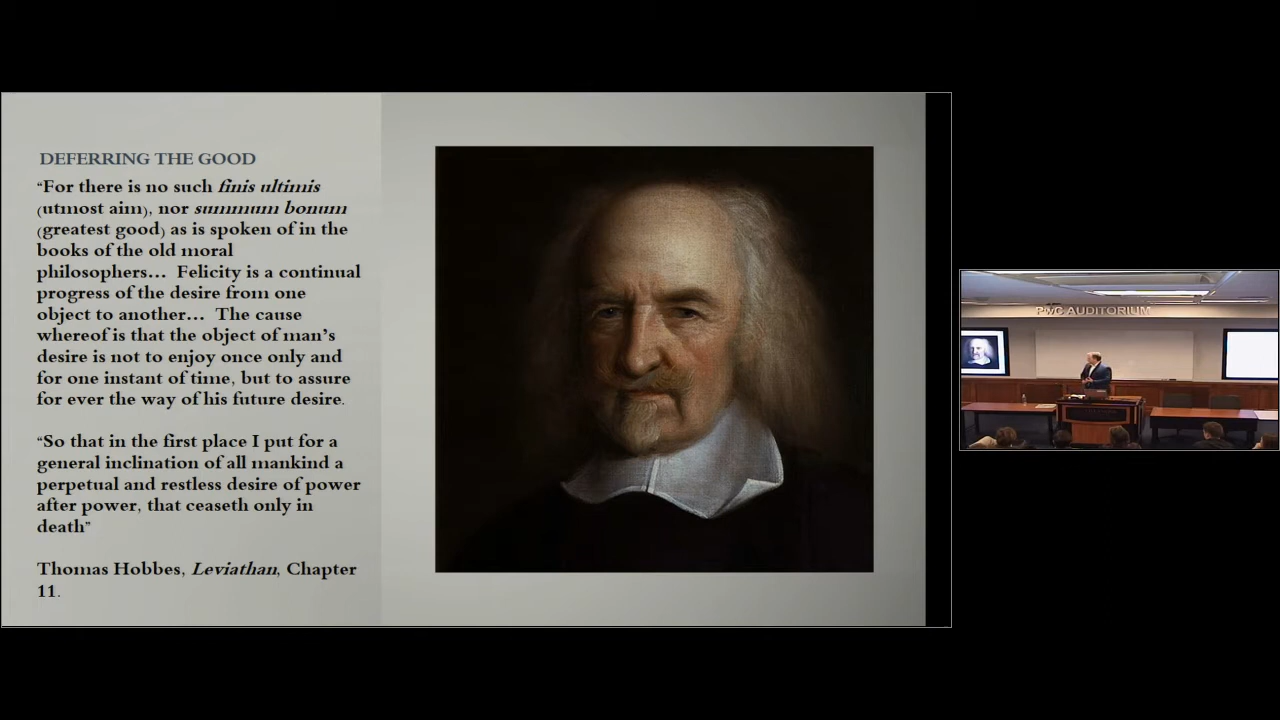 DEFERRING THE GOOD
“For there is no such finis ultimis
(utmost aim), nor summum bonum
(greatest good) as is spoken of in the
books of the old moral
philosophers… Felicity is a continual
progress of the desire from one
object to another… The cause
whereof is that the object of man’s
desire is not to enjoy once only and
for one instant of time, but to assure
for ever the way of his future desire.
“So that in the first place I put for a
general inclination of all mankind a
perpetual and restless desire of power
after power, that ceaseth only in
death”
Thomas Hobbes, Leviathan, Chapter
11.
PwC AUDITORIUM